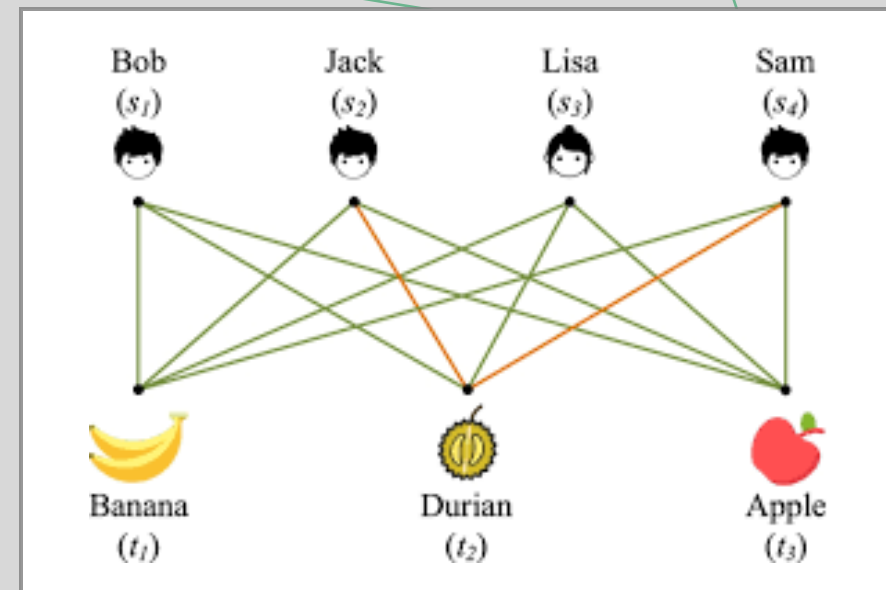 Bob Jack Lisa Sam
(s1) (s2) (s3) (s4)
Banana Durian Apple
(t1) (t2) (t3)